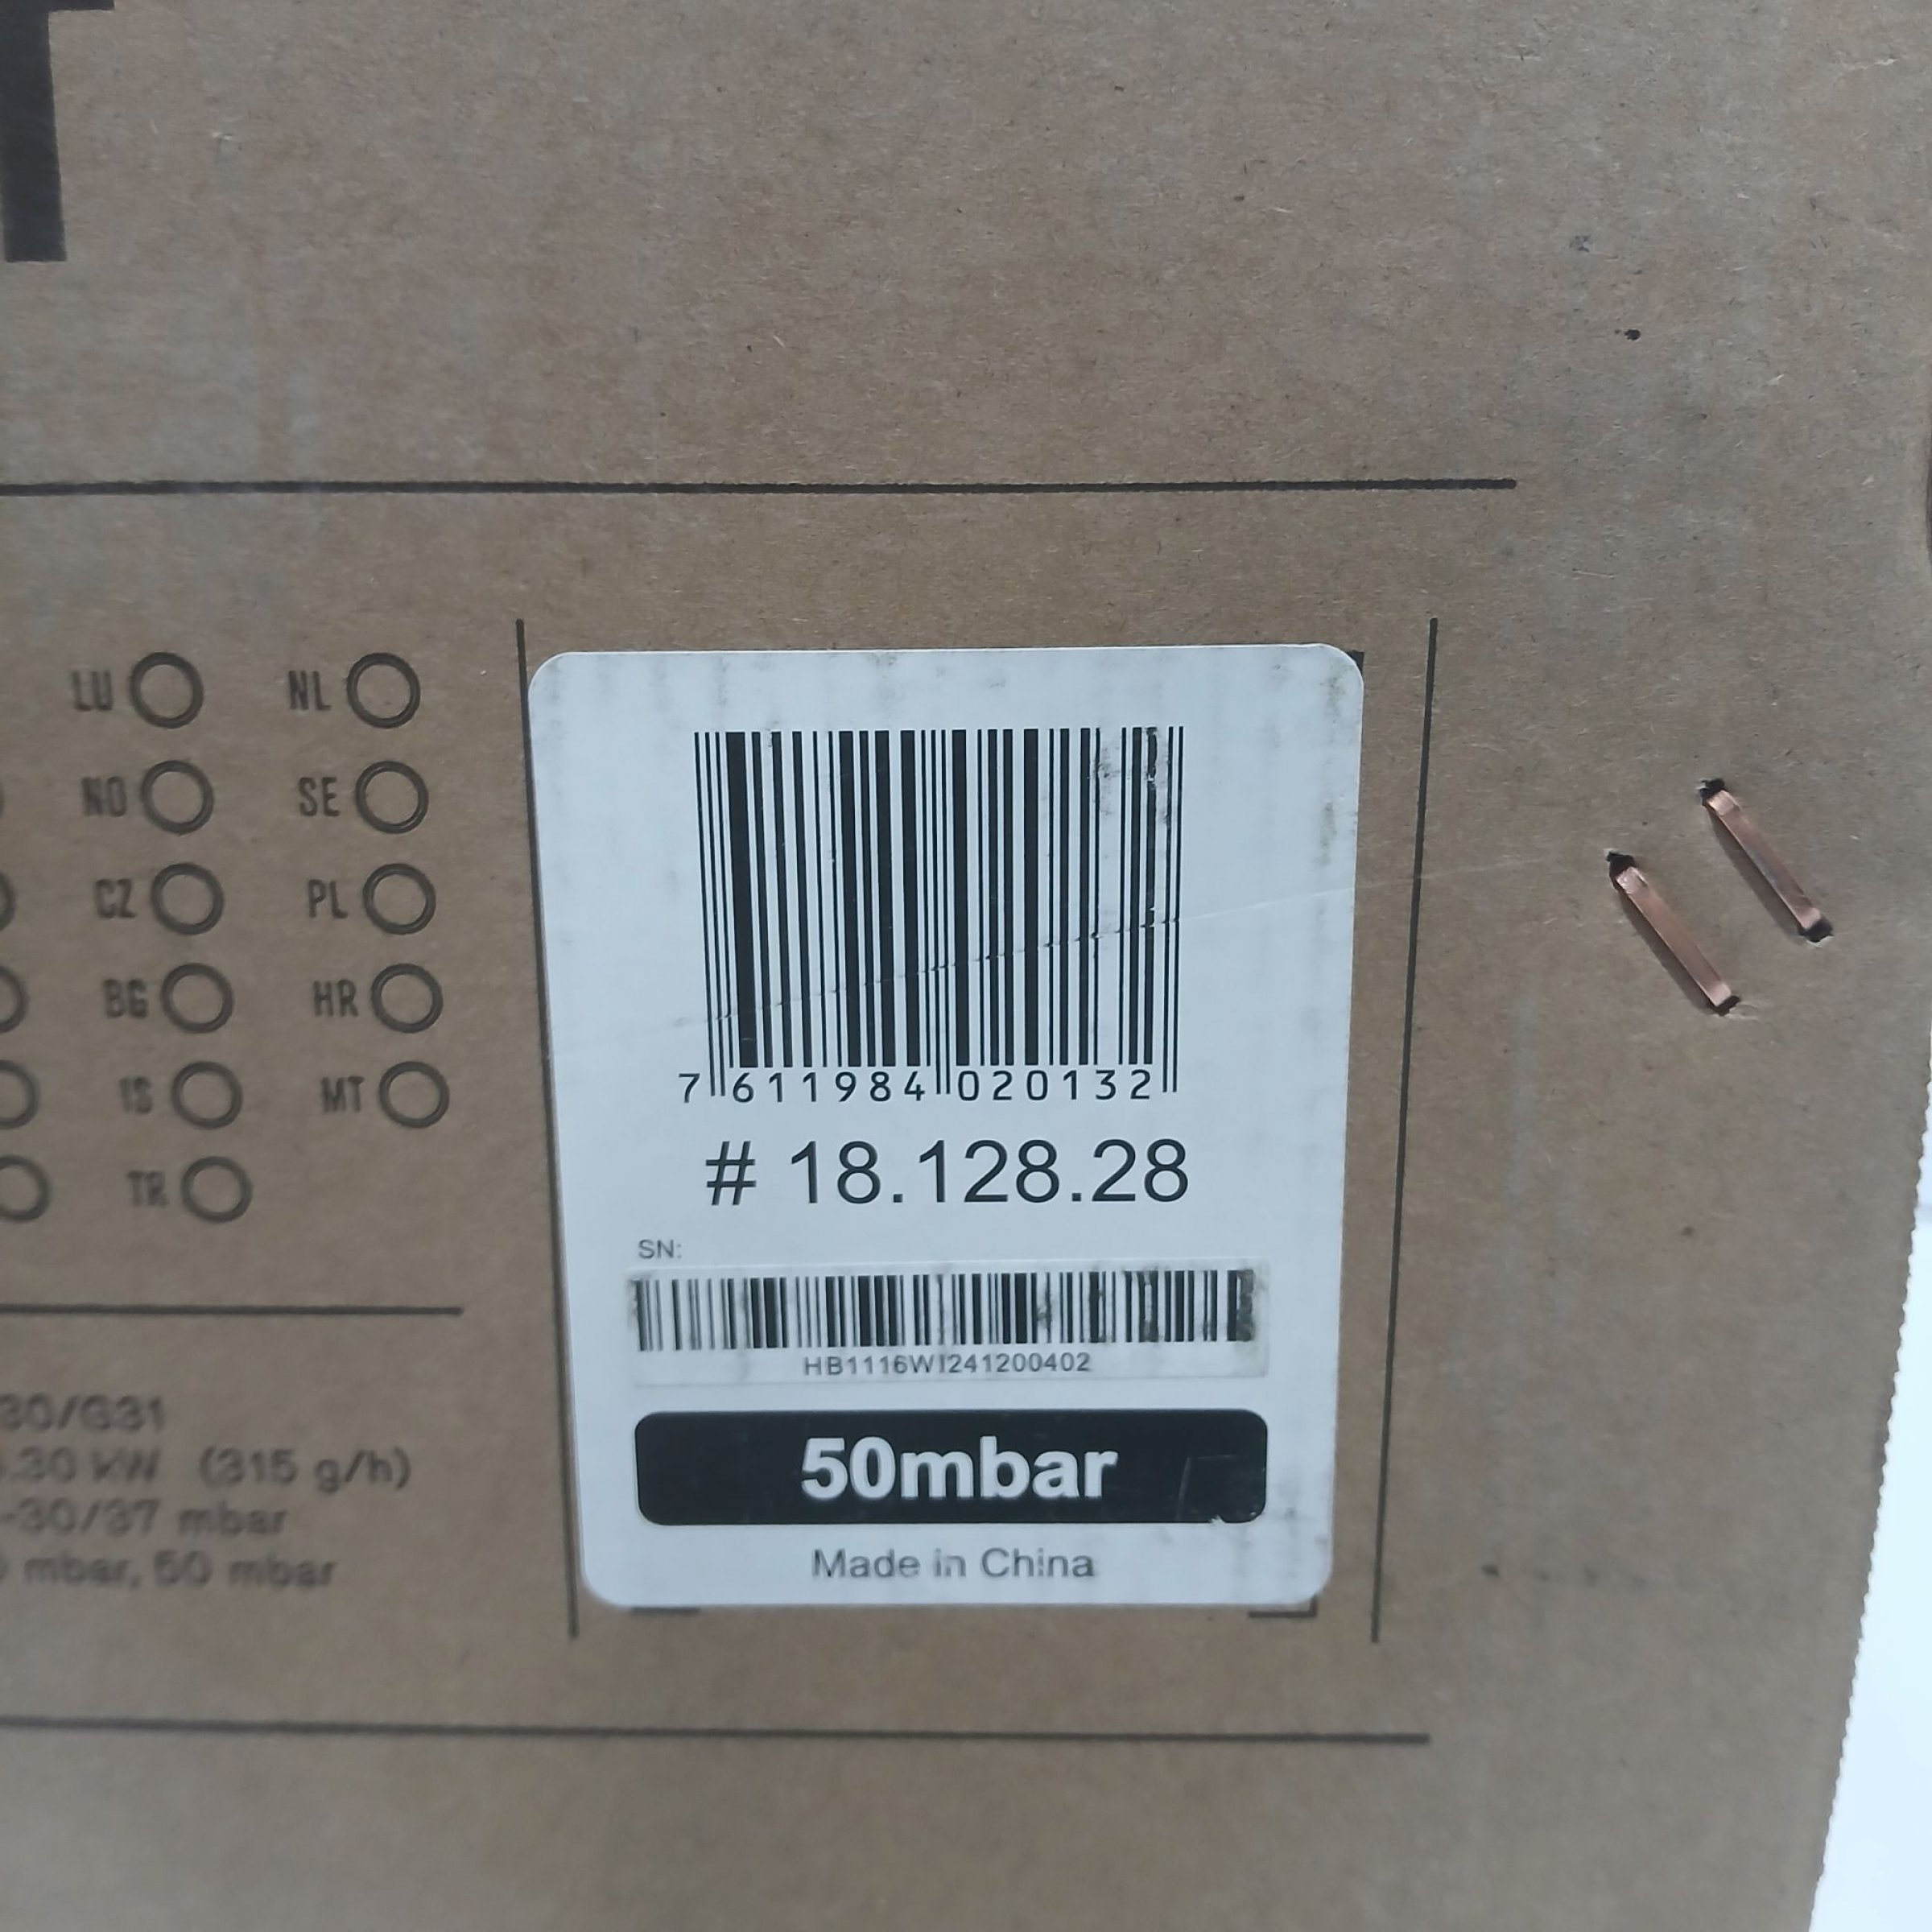 LU NL
NO SE
CZ PL
BG HR
IS MT
TR
7 611984 020132
# 18.128.28
SN:
HB1116WI241200402
50mbar
Made in China
30/G31
.30 kW (315 g/h)
-30/37 mbar
mbar, 50 mbar